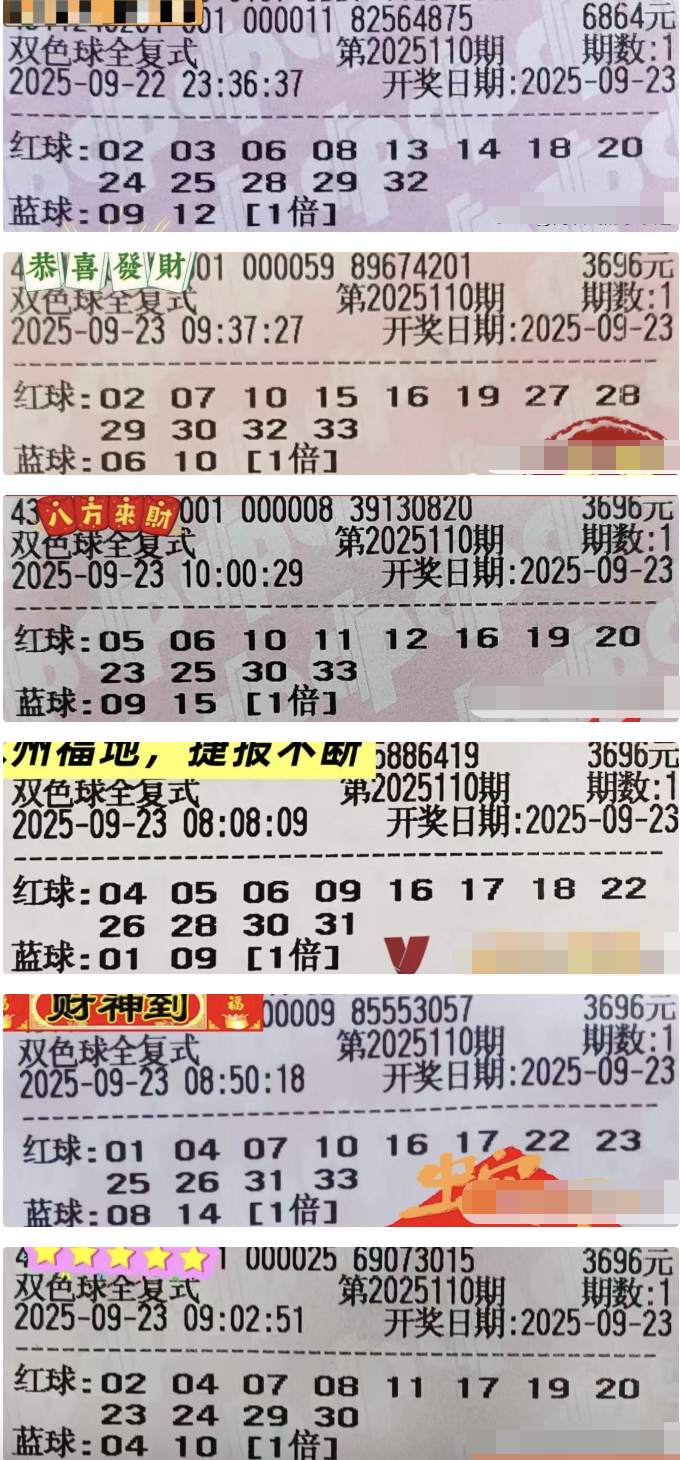 001 000011 82564875 6864元
双色球全复式 第2025110期 期数:1
2025-09-22 23:36:37 开奖日期:2025-09-23
红球:02 03 06 08 13 14 18 20
24 25 28 29 32
蓝球:09 12 [1倍]
恭喜發財
4 01 000059 89674201 3696元
双色球全复式 第2025110期 期数:1
2025-09-23 09:37:27 开奖日期:2025-09-23
红球:02 07 10 15 16 19 27 28
29 30 32 33
蓝球:06 10 [1倍]
八方来財
43 001 000008 39130820 3696元
双色球全复式 第2025110期 期数:1
2025-09-23 10:00:29 开奖日期:2025-09-23
红球:05 06 10 11 12 16 19 20
23 25 30 33
蓝球:09 15 [1倍]
州福地，捷报不断
5886419 3696元
双色球全复式 第2025110期 期数:1
2025-09-23 08:08:09 开奖日期:2025-09-23
红球:04 05 06 09 16 17 18 22
26 28 30 31
蓝球:01 09 [1倍]
财神到 福
00009 85553057 3696元
双色球全复式 第2025110期 期数:1
2025-09-23 08:50:18 开奖日期:2025-09-23
红球:01 04 07 10 16 17 22 23
25 26 31 33
蓝球:08 14 [1倍]
4 1 000025 69073015 3696元
双色球全复式 第2025110期 期数:1
2025-09-23 09:02:51 开奖日期:2025-09-23
红球:02 04 07 08 11 17 19 20
23 24 29 30
蓝球:04 10 [1倍]